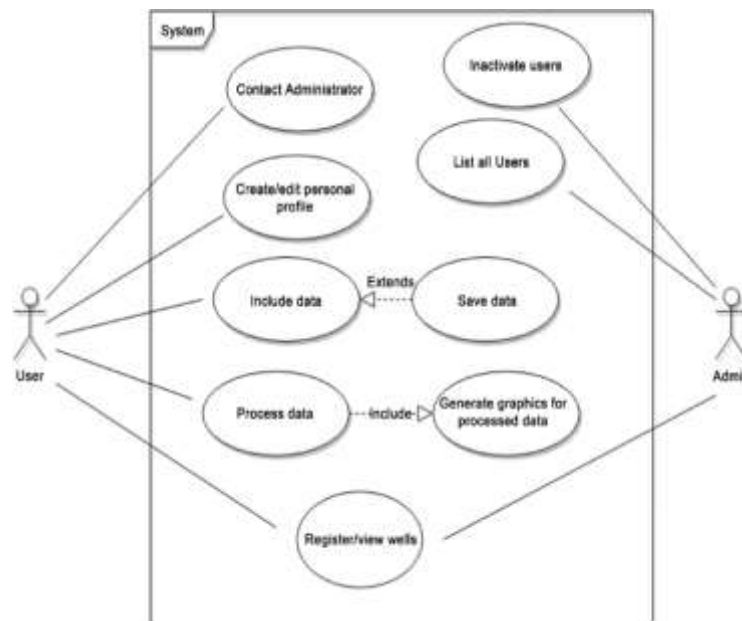 System
Inactivate users
Contact Administrator
List all Users
Create/edit personal
profile
Extends
Include data
Save data
User
Admi
Process data
Include
Generate graphics for
processed data
Register/view wells